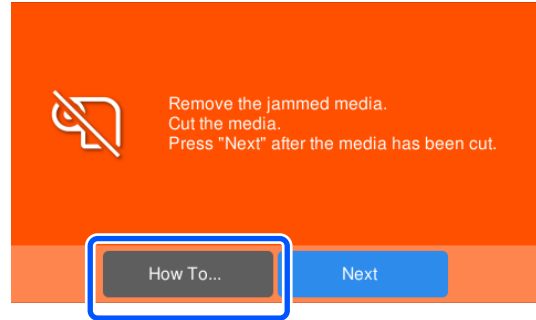 Remove the jammed media.
Cut the media.
Press "Next" after the media has been cut.
How To...
Next